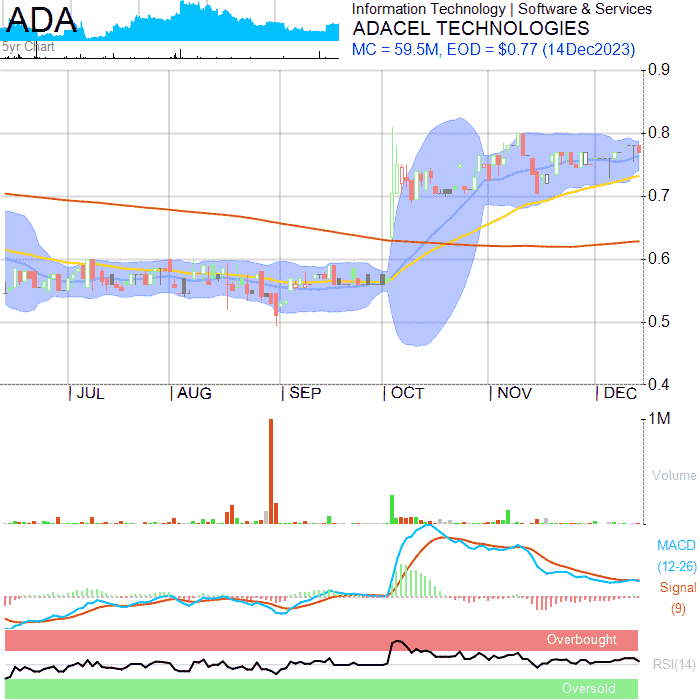 ADA
5yr Chart
Information Technology | Software & Services
ADACEL TECHNOLOGIES
MC = 59.5M, EOD = $0.77 (14Dec2023)
0.9
0.8
0.7
0.6
0.5
0.4
| JUL | AUG | SEP | OCT | NOV | DEC
1M
Volume
MACD
(12-26)
Signal
(9)
Overbought
RSI(14)
Oversold